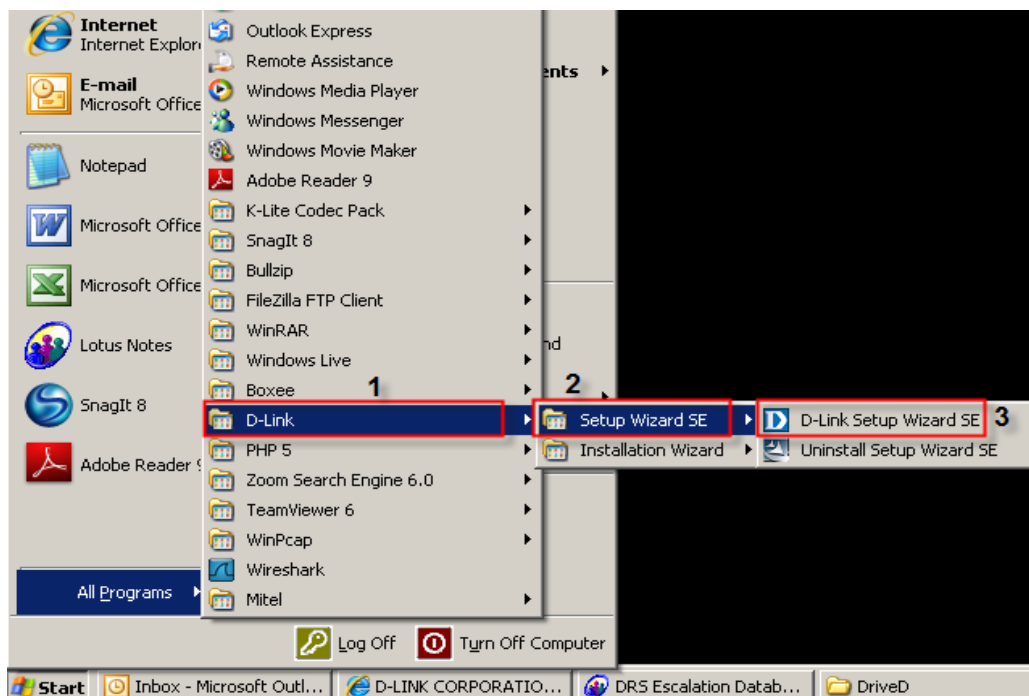 Internet
Internet Explor
E-mail
Microsoft Office
Notepad
Microsoft Office
Microsoft Office
Lotus Notes
SnagIt 8
Adobe Reader 9
All Programs
Outlook Express
Remote Assistance
Windows Media Player
Windows Messenger
Windows Movie Maker
Adobe Reader 9
K-Lite Codec Pack
SnagIt 8
Bullzip
FileZilla FTP Client
WinRAR
Windows Live
Boxee
1
D-Link
PHP 5
Zoom Search Engine 6.0
TeamViewer 6
WinPcap
Wireshark
Mitel
ents
nd
2
Setup Wizard SE
Installation Wizard
D-Link Setup Wizard SE 3
Uninstall Setup Wizard SE
Log Off
Turn Off Computer
Start
Inbox - Microsoft Outl...
D-LINK CORPORATIO...
DRS Escalation Datab...
DriveD